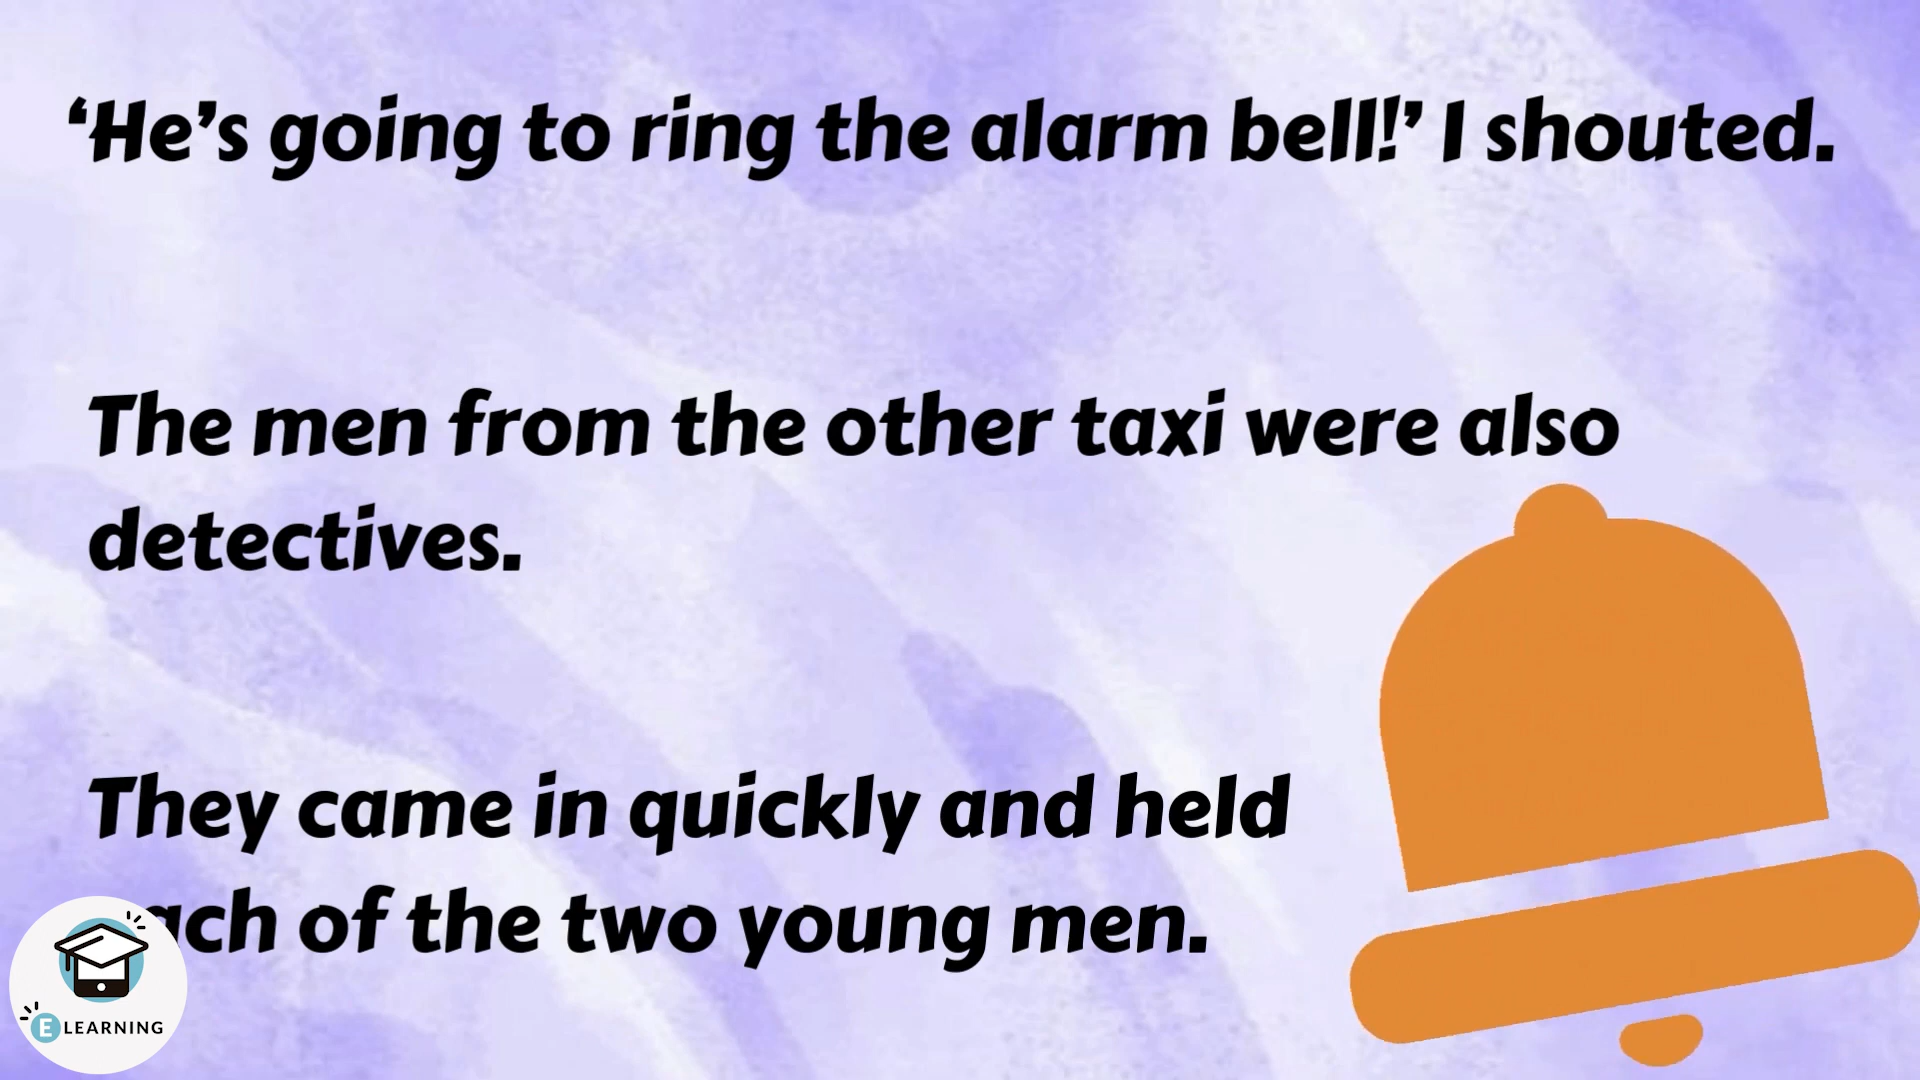 ‘He’s going to ring the alarm bell!’ I shouted.
The men from the other taxi were also
detectives.
They came in quickly and held
of the two young men.
E LEARNING